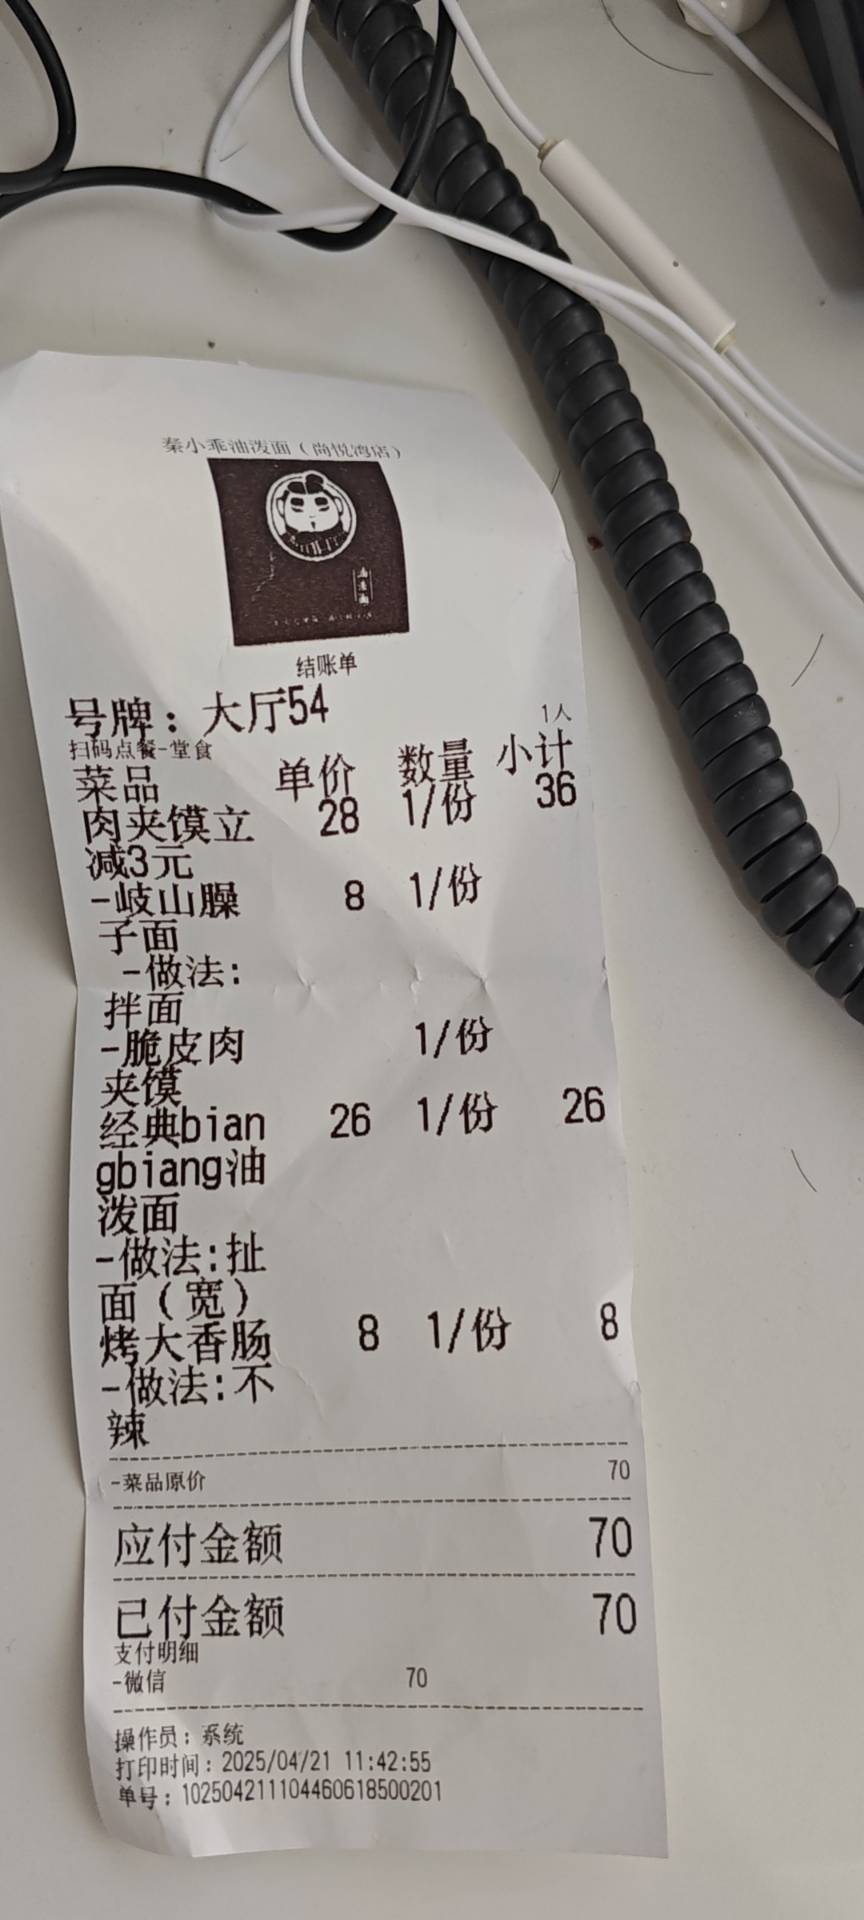 秦小乖油泼面（尚悦鸿店）
油泼面
结账单
号牌：大厅54 1人
扫码点餐-堂食
菜品 单价 数量 小计
肉夹馍立 28 1/份 36
减3元
-岐山臊 8 1/份
子面
-做法:
拌面
-脆皮肉 1/份
夹馍
经典bian 26 1/份 26
gbiang油
泼面
-做法:扯
面（宽）
烤大香肠 8 1/份 8
-做法:不
辣
-菜品原价 70
应付金额 70
已付金额 70
支付明细
-微信 70
操作员：系统
打印时间：2025/04/21 11:42:55
单号：102504211104460618500201